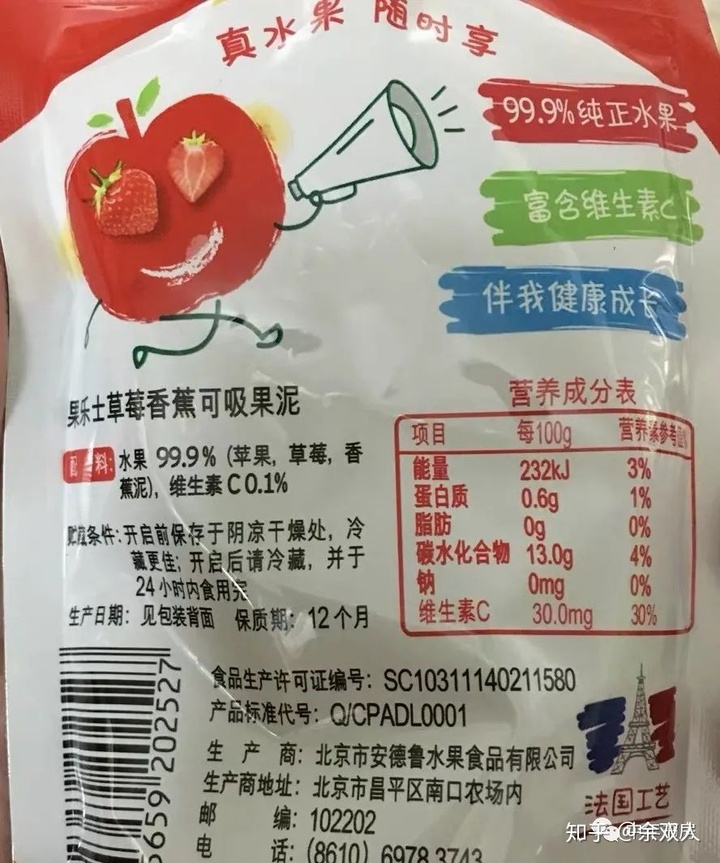 真水果 随时享
99.9%纯正水果
富含维生素C
伴我健康成长
果乐士草莓香蕉可吸果泥
配料: 水果 99.9% (苹果, 草莓, 香
蕉泥), 维生素C 0.1%
贮藏条件: 开启前保存于阴凉干燥处, 冷
藏更佳; 开启后请冷藏, 并于
24小时内食用完
生产日期: 见包装背面 保质期: 12个月
营养成分表
项目 每100g 营养素参考值%
能量 232kJ 3%
蛋白质 0.6g 1%
脂肪 0g 0%
碳水化合物 13.0g 4%
钠 0mg 0%
维生素C 30.0mg 30%
食品生产许可证编号: SC10311140211580
产品标准代号: Q/CPADL0001
生产商: 北京市安德鲁水果食品有限公司
生产商地址: 北京市昌平区南口农场内
邮编: 102202
电话: (8610) 6978 3743
5659 202527
法国工艺
知乎 @余双庆